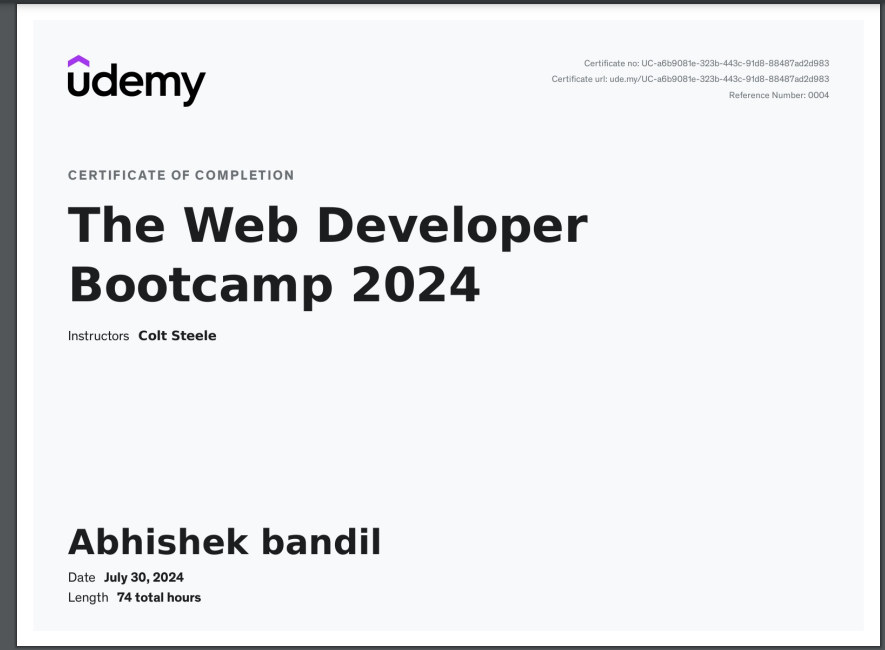 udemy
Certificate no: UC-a6b9081e-323b-443c-91d8-88487ad2d983
Certificate url: ude.my/UC-a6b9081e-323b-443c-91d8-88487ad2d983
Reference Number: 0004
CERTIFICATE OF COMPLETION
The Web Developer
Bootcamp 2024
Instructors Colt Steele
Abhishek bandil
Date July 30, 2024
Length 74 total hours